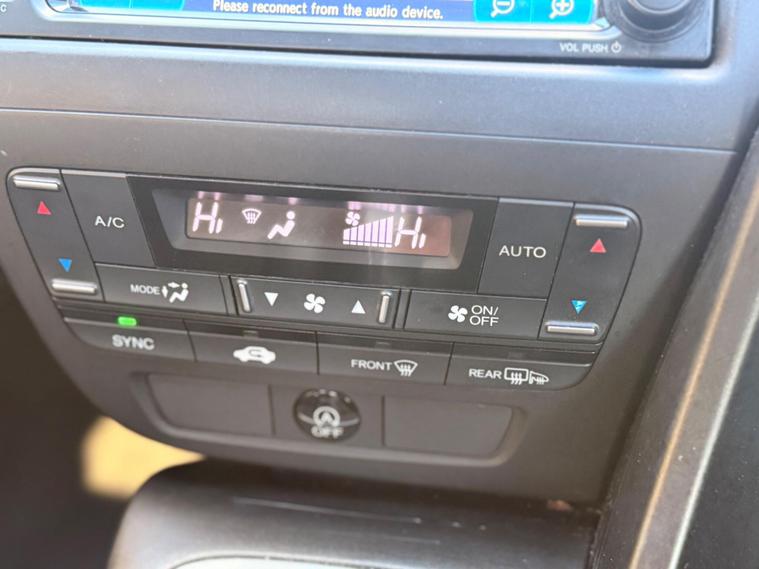 C
Please reconnect from the audio device.
VOL PUSH
A/C
Hi
Hi
AUTO
MODE
ON/
OFF
SYNC
FRONT
REAR
OFF